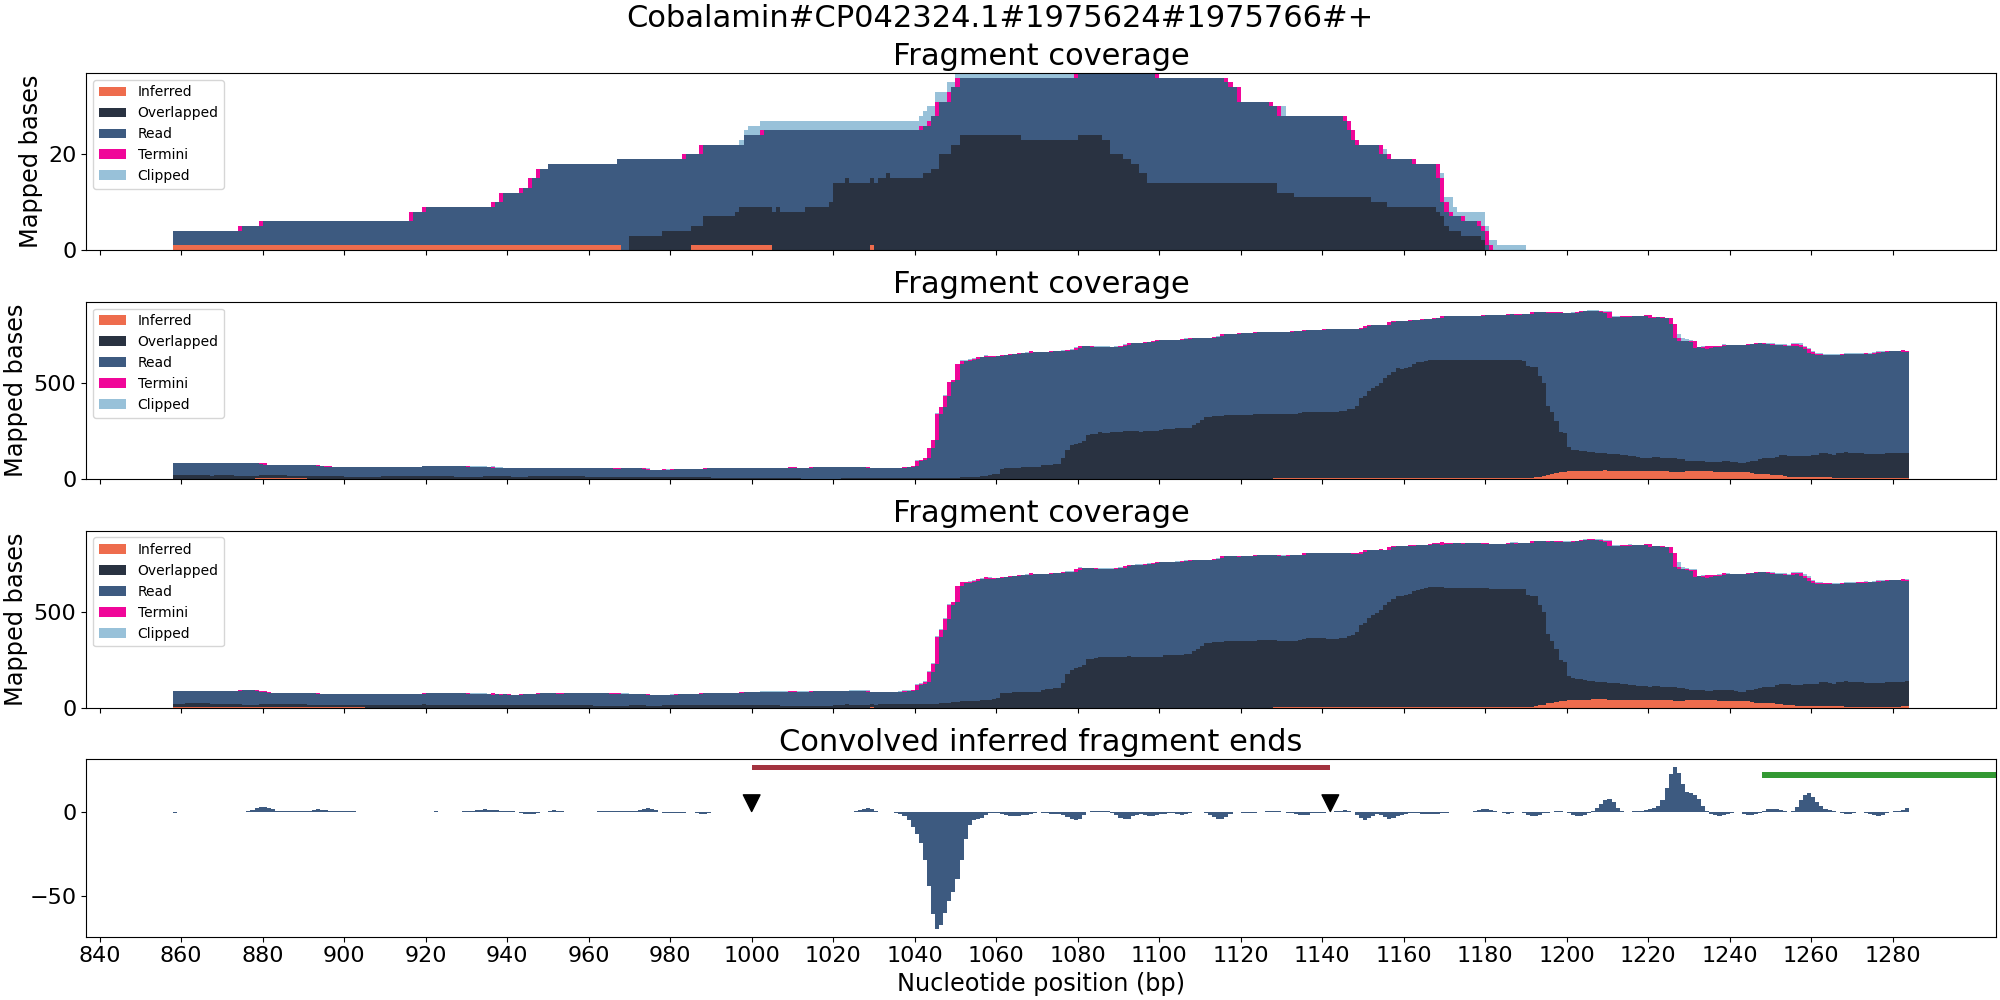 Cobalamin#CP042324.1#1975624#1975766#+
Fragment coverage
Mapped bases
20
0
Inferred
Overlapped
Read
Termini
Clipped
Fragment coverage
Mapped bases
500
0
Inferred
Overlapped
Read
Termini
Clipped
Fragment coverage
Mapped bases
500
0
Inferred
Overlapped
Read
Termini
Clipped
Convolved inferred fragment ends
0
−50
840 860 880 900 920 940 960 980 1000 1020 1040 1060 1080 1100 1120 1140 1160 1180 1200 1220 1240 1260 1280
Nucleotide position (bp)